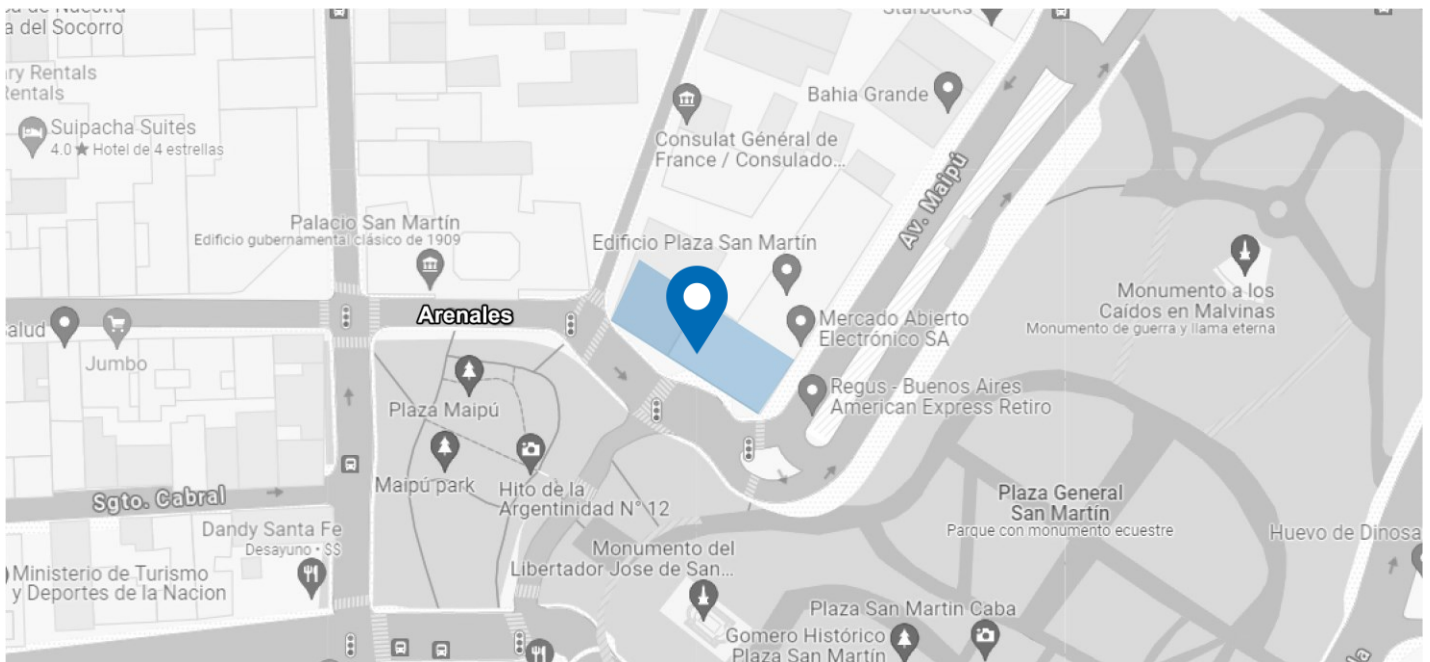 a del Socorro
Starbucks
ry Rentals
Rentals
Suipacha Suites
4.0 ★ Hotel de 4 estrellas
Bahia Grande
Consulat Général de
France / Consulado...
Av. Maipú
Palacio San Martín
Edificio gubernamental clásico de 1909
Edificio Plaza San Martín
Monumento a los
Caídos en Malvinas
Monumento de guerra y llama eterna
Arenales
Mercado Abierto
Electrónico SA
alud
Jumbo
Regus - Buenos Aires
American Express Retiro
Plaza Maipú
Maipú park
Hito de la
Argentinidad N° 12
Sgto. Cabral
Plaza General
San Martín
Parque con monumento ecuestre
Dandy Santa Fe
Desayuno • $$
Huevo de Dinosa
Monumento del
Libertador Jose de San...
Ministerio de Turismo
y Deportes de la Nacion
Plaza San Martin Caba
Gomero Histórico
Plaza San Martín